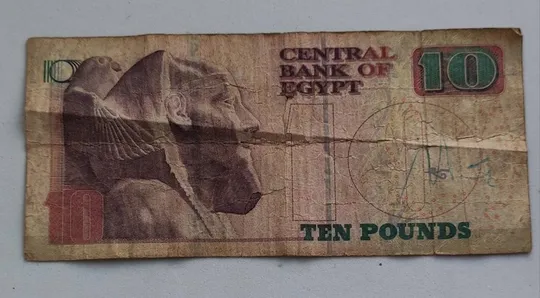 10
CENTRAL
BANK OF
EGYPT
10
10
TEN POUNDS